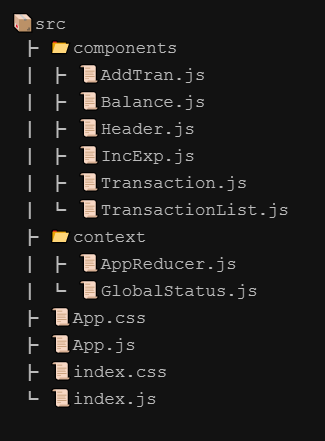 src
├ components
│ ├ AddTran.js
│ ├ Balance.js
│ ├ Header.js
│ ├ IncExp.js
│ ├ Transaction.js
│ └ TransactionList.js
├ context
│ ├ AppReducer.js
│ └ GlobalStatus.js
├ App.css
├ App.js
├ index.css
└ index.js